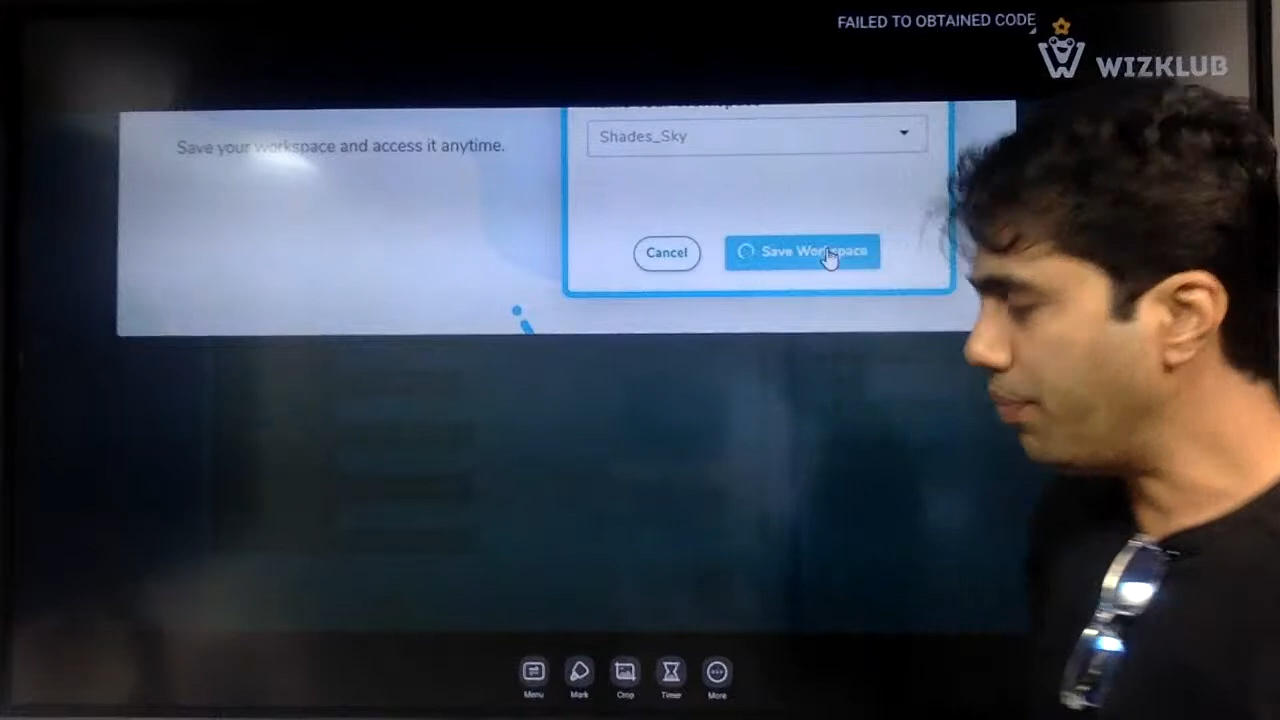 FAILED TO OBTAINED CODE
WIZKLUB
Shades_Sky
Save your workspace and access it anytime.
Cancel
Save Workspace
Menu
Mark
Crop
Timer
More